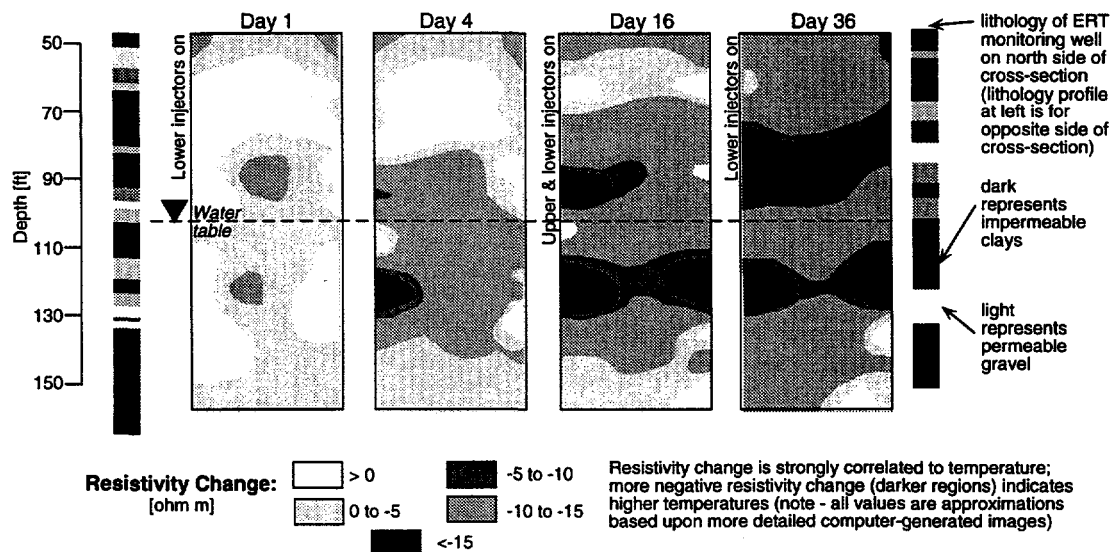 Day 1
Day 4
Day 16
Day 36
Depth [ft]
50
70
90
110
130
150
Lower injectors on
Water
table
Upper & lower injectors on
Lower injectors on
lithology of ERT
monitoring well
on north side of
cross-section
(lithology profile
at left is for
opposite side of
cross-section)
dark
represents
impermeable
clays
light
represents
permeable
gravel
Resistivity Change:
[ohm m]
> 0
0 to -5
-5 to -10
-10 to -15
<-15
Resistivity change is strongly correlated to temperature;
more negative resistivity change (darker regions) indicates
higher temperatures (note - all values are approximations
based upon more detailed computer-generated images)